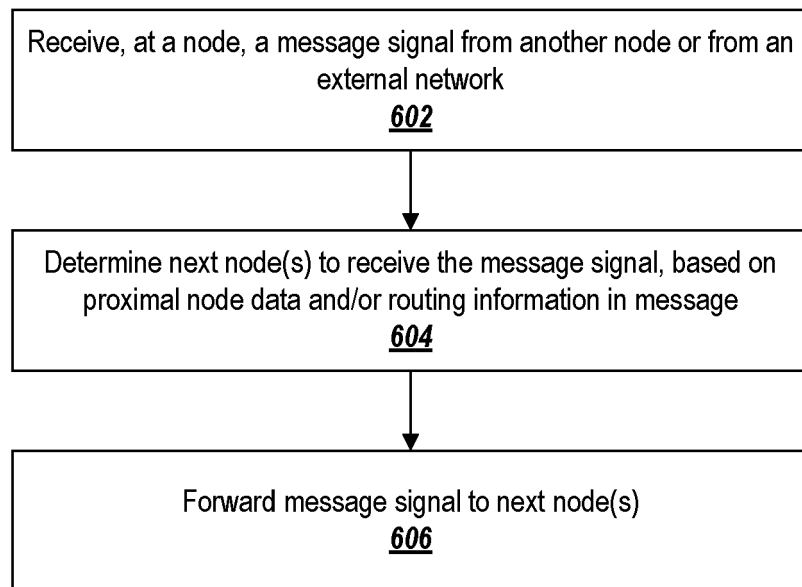 Receive, at a node, a message signal from another node or from an
external network
602
Determine next node(s) to receive the message signal, based on
proximal node data and/or routing information in message
604
Forward message signal to next node(s)
606